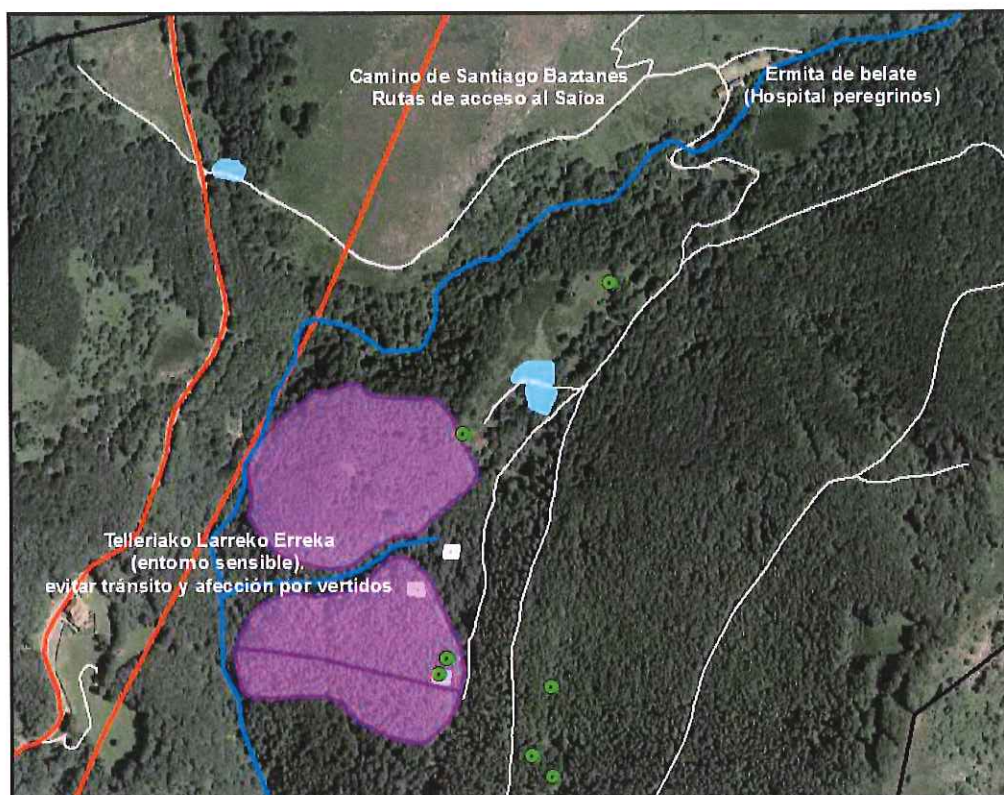 Camino de Santiago Baztanes
Rutas de acceso al Saioa
Ermita de belate
(Hospital peregrinos)
Telleriako Larreko Erreka
(entorno sensible),
evitar tránsito y afección por vertidos